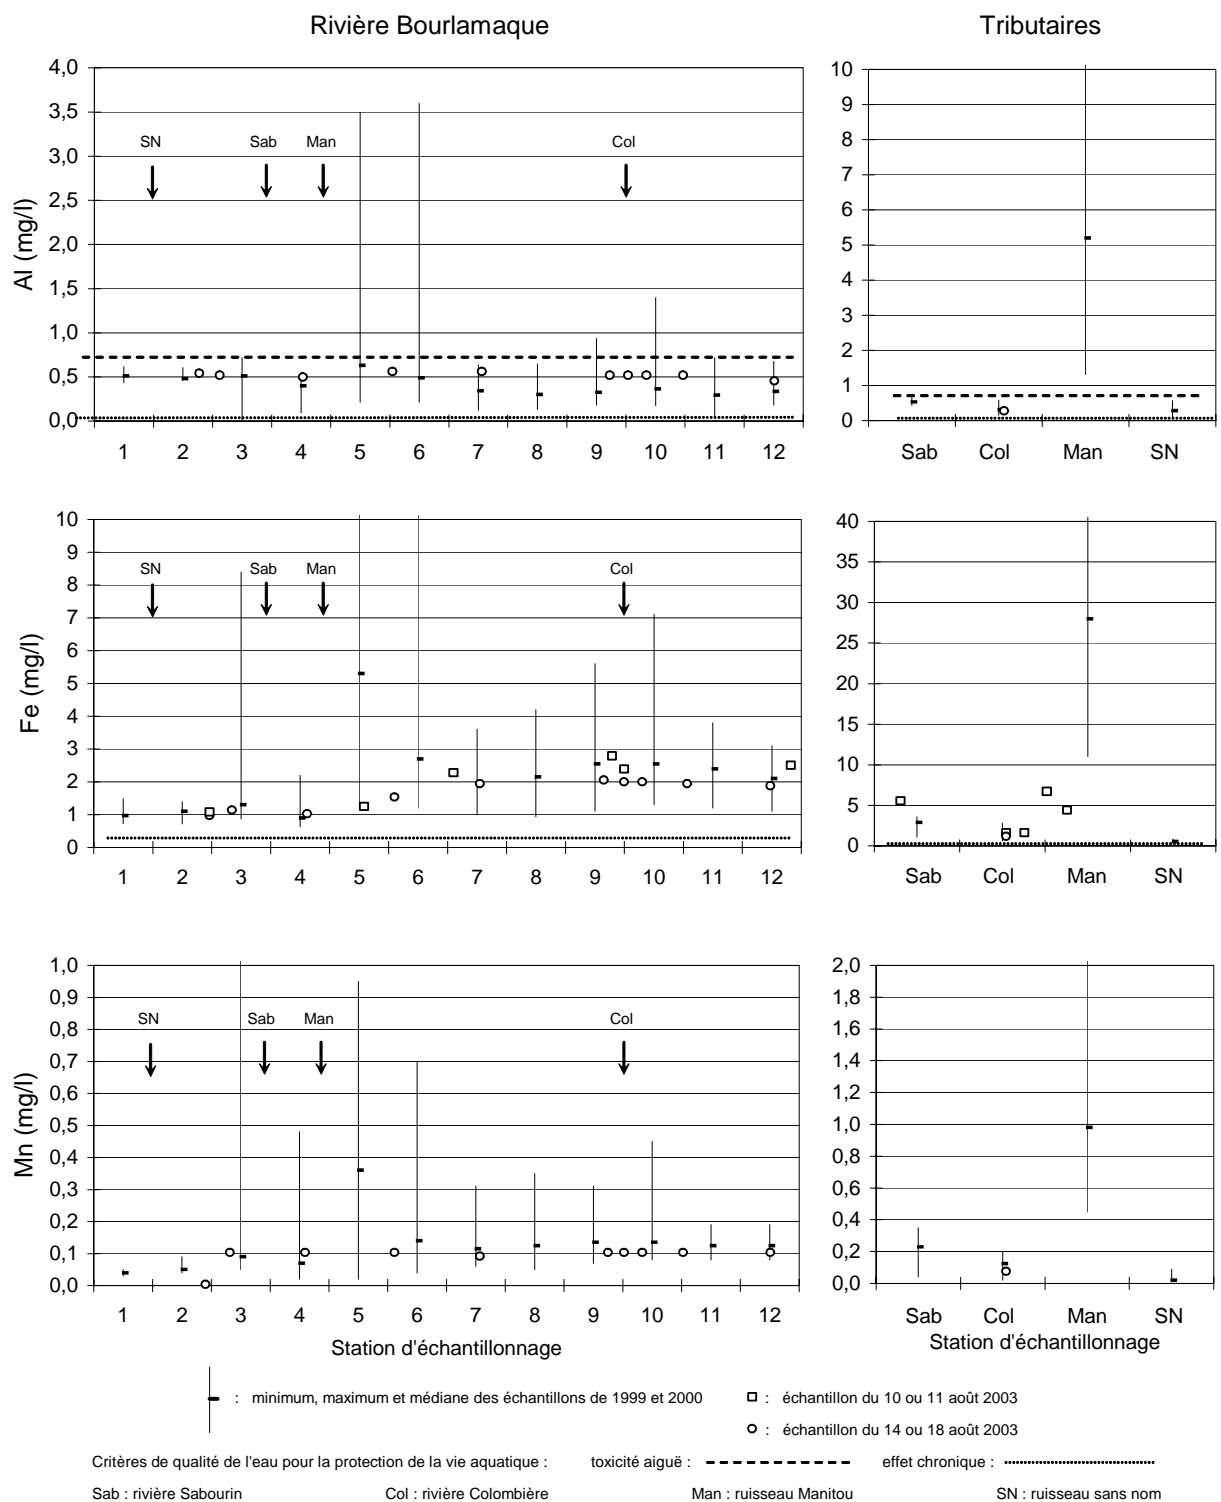 Rivière Bourlamaque
Tributaires
Al (mg/l)
4,0
3,5
3,0
2,5
2,0
1,5
1,0
0,5
0,0
SN
Sab
Man
Col
1 2 3 4 5 6 7 8 9 10 11 12
10
9
8
7
6
5
4
3
2
1
0
Sab Col Man SN
Fe (mg/l)
10
9
8
7
6
5
4
3
2
1
0
SN
Sab
Man
Col
1 2 3 4 5 6 7 8 9 10 11 12
40
35
30
25
20
15
10
5
0
Sab Col Man SN
Mn (mg/l)
1,0
0,9
0,8
0,7
0,6
0,5
0,4
0,3
0,2
0,1
0,0
SN
Sab
Man
Col
1 2 3 4 5 6 7 8 9 10 11 12
Station d'échantillonnage
2,0
1,8
1,6
1,4
1,2
1,0
0,8
0,6
0,4
0,2
0,0
Sab Col Man SN
Station d'échantillonnage
: minimum, maximum et médiane des échantillons de 1999 et 2000
: échantillon du 10 ou 11 août 2003
: échantillon du 14 ou 18 août 2003
Critères de qualité de l'eau pour la protection de la vie aquatique : toxicité aiguë : effet chronique :
Sab : rivière Sabourin Col : rivière Colombière Man : ruisseau Manitou SN : ruisseau sans nom